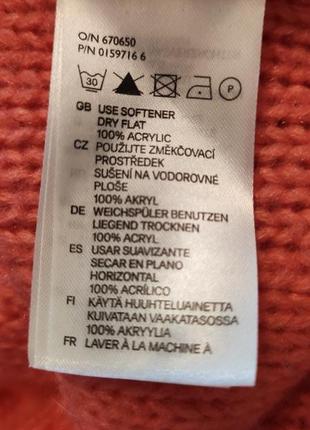 O/N 670650
P/N 0159716 6
30 P
GB USE SOFTENER
DRY FLAT
100% ACRYLIC
CZ POUŽIJTE ZMĚKČOVACÍ
PROSTŘEDEK
SUŠENÍ NA VODOROVNÉ
PLOŠE
100% AKRYL
DE WEICHSPÜLER BENUTZEN
LIEGEND TROCKNEN
100% ACRYL
ES USAR SUAVIZANTE
SECAR EN PLANO
HORIZONTAL
100% ACRÍLICO
FI KÄYTÄ HUUHTELUAINETTA
KUIVATAAN VAAKATASOSSA
100% AKRYYLIA
FR LAVER À LA MACHINE À